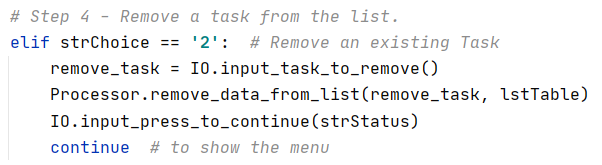 # Step 4 - Remove a task from the list.
elif strChoice == '2':  # Remove an existing Task
    remove_task = IO.input_task_to_remove()
    Processor.remove_data_from_list(remove_task, lstTable)
    IO.input_press_to_continue(strStatus)
    continue  # to show the menu